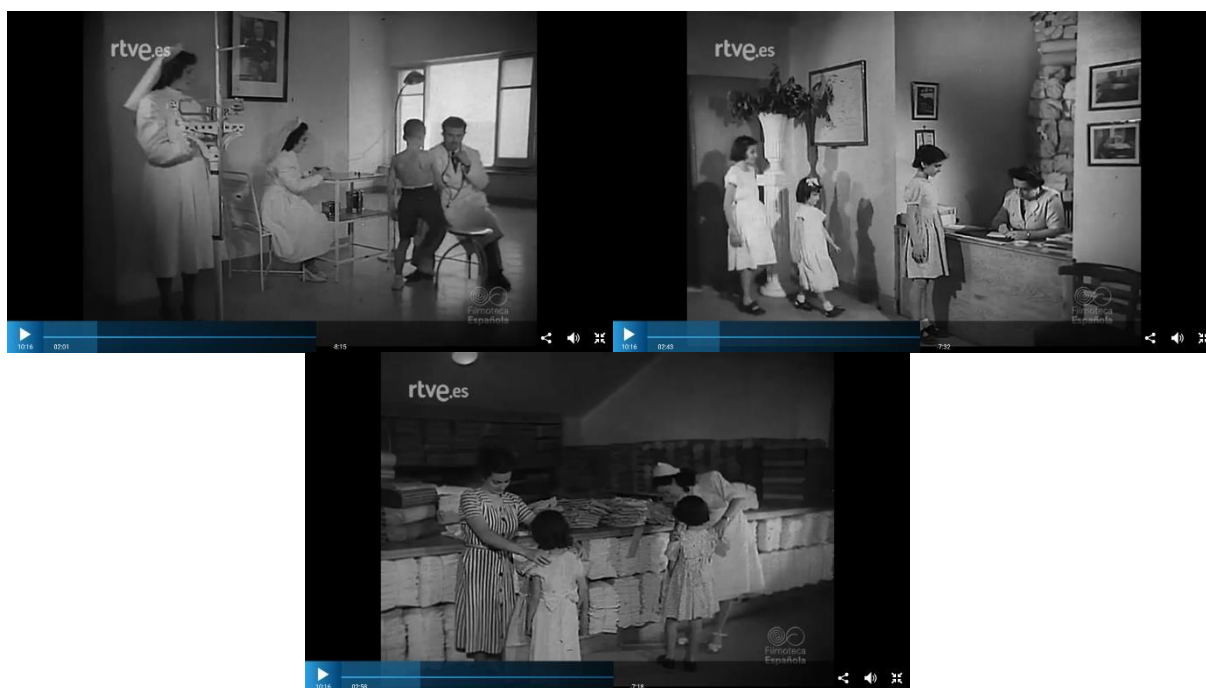 rtve.es
Filmoteca
Española
10:16
02:01
-8:15
rtve.es
Filmoteca
Española
10:16
02:43
-7:32
rtve.es
Filmoteca
Española
10:16
02:58
-7:18